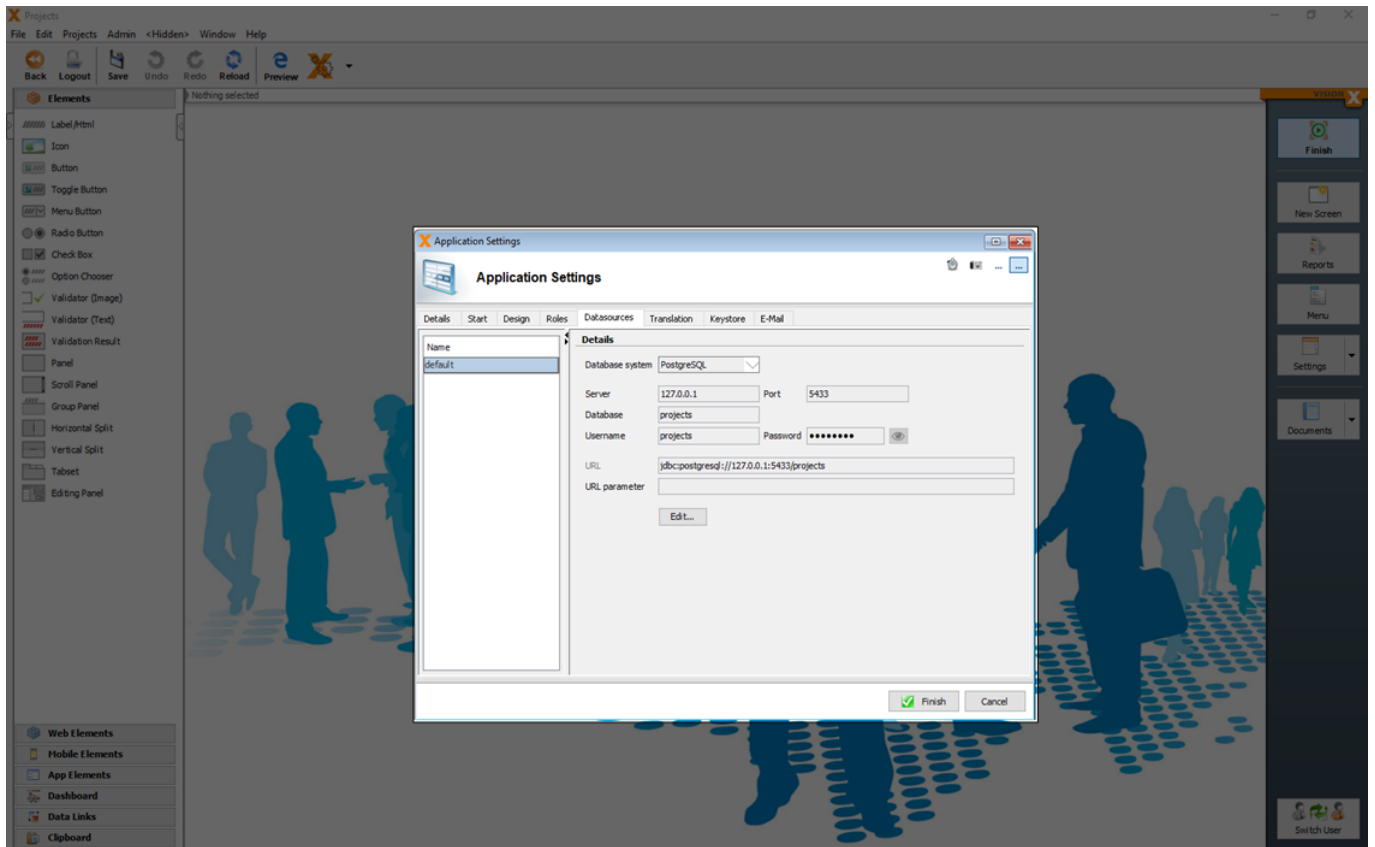 Projects
File Edit Projects Admin <Hidden> Window Help
Back Logout Save Undo Redo Reload Preview
Elements
Nothing selected
VISION X
Label/Html
Icon
Button
Toggle Button
Menu Button
Radio Button
Check Box
Option Chooser
Validator (Image)
Validator (Text)
Validation Result
Panel
Scroll Panel
Group Panel
Horizontal Split
Vertical Split
Tabset
Editing Panel
Web Elements
Mobile Elements
App Elements
Dashboard
Data Links
Clipboard
Application Settings
Application Settings
... ...
Details Start Design Roles Datasources Translation Keystore E-Mail
Name
default
Details
Database system PostgreSQL
Server 127.0.0.1 Port 5433
Database projects
Username projects Password ••••••••
URL jdbc:postgresql://127.0.0.1:5433/projects
URL parameter
Edit...
Finish Cancel
Finish
New Screen
Reports
Menu
Settings
Documents
Switch User